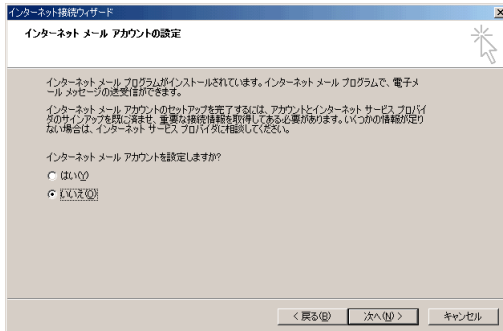 インターネット接続ウィザード
インターネット メール アカウントの設定
インターネット メール プログラムがインストールされています。インターネット メール プログラムで、電子メ
ール メッセージの送受信ができます。
インターネット メール アカウントのセットアップを完了するには、アカウントとインターネット サービス プロバイ
ダのサインアップを既に済ませ、重要な接続情報を取得してある必要があります。いくつかの情報が足り
ない場合は、インターネット サービス プロバイダに相談してください。
インターネット メール アカウントを設定しますか?
はい(Y)
いいえ(O)
< 戻る(B)
次へ(N) >
キャンセル